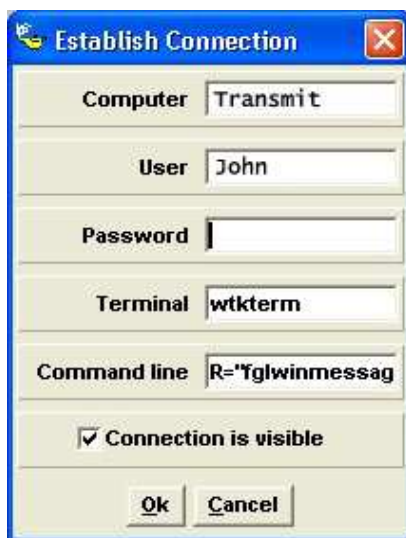 Establish Connection
Computer Transmit
User John
Password
Terminal wtkterm
Command line R="fglwinmessag
Connection is visible
Ok Cancel